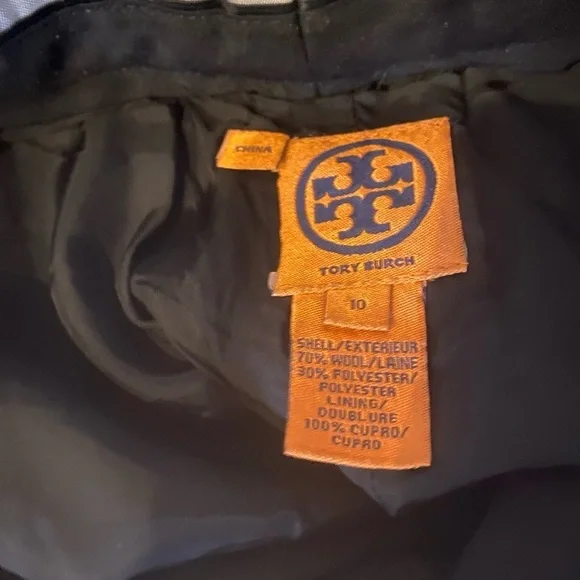 CHINA
TORY BURCH
10
SHELL/EXTERIEUR
70% WOOL/LAINE
30% POLYESTER/
POLYESTER
LINING/
DOUBLURE
100% CUPRO/
CUPRO